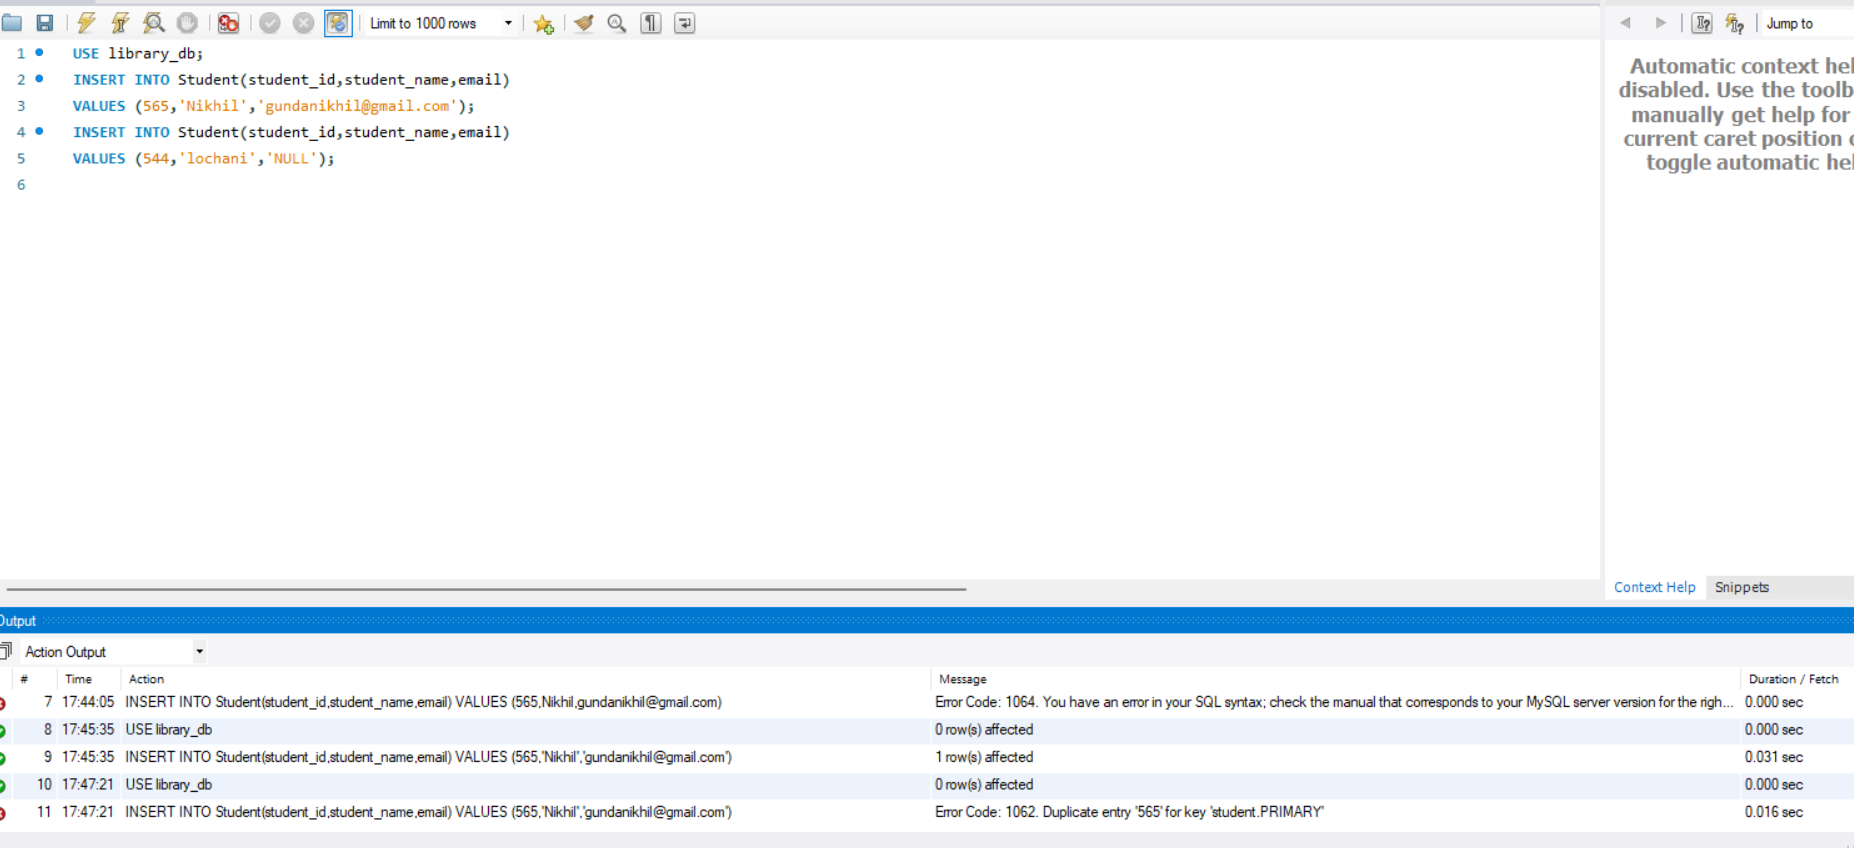 Limit to 1000 rows
Jump to
1 USE library_db;
2 INSERT INTO Student(student_id,student_name,email)
3 VALUES (565,'Nikhil','gundanikhil@gmail.com');
4 INSERT INTO Student(student_id,student_name,email)
5 VALUES (544,'lochani','NULL');
6
Automatic context hel
disabled. Use the toolb
manually get help for
current caret position
toggle automatic hel
Context Help Snippets
Output
Action Output
# Time Action Message Duration / Fetch
7 17:44:05 INSERT INTO Student(student_id,student_name,email) VALUES (565,Nikhil,gundanikhil@gmail.com) Error Code: 1064. You have an error in your SQL syntax; check the manual that corresponds to your MySQL server version for the righ... 0.000 sec
8 17:45:35 USE library_db 0 row(s) affected 0.000 sec
9 17:45:35 INSERT INTO Student(student_id,student_name,email) VALUES (565,'Nikhil','gundanikhil@gmail.com') 1 row(s) affected 0.031 sec
10 17:47:21 USE library_db 0 row(s) affected 0.000 sec
11 17:47:21 INSERT INTO Student(student_id,student_name,email) VALUES (565,'Nikhil','gundanikhil@gmail.com') Error Code: 1062. Duplicate entry '565' for key 'student.PRIMARY' 0.016 sec